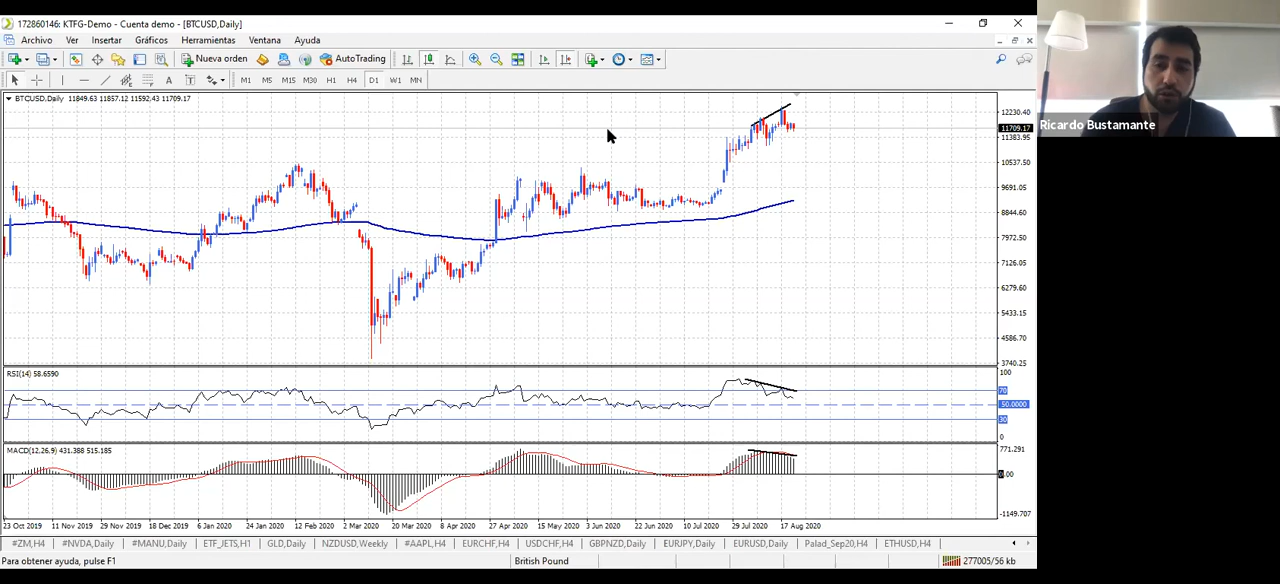 172860146: KTFG-Demo - Cuenta demo - [BTCUSD,Daily]
Archivo Ver Insertar Gráficos Herramientas Ventana Ayuda
Nueva orden AutoTrading
A T M1 M5 M15 M30 H1 H4 D1 W1 MN
BTCUSD,Daily 11849.63 11857.12 11592.43 11709.17
12230.40
11709.17
11383.95
10537.50
9691.05
8844.60
7972.50
7126.05
6279.60
5433.15
4586.70
3740.25
RSI(14) 58.6590
100
70
50.0000
30
0
MACD(12,26,9) 431.388 515.185
771.291
0.00
-1149.707
23 Oct 2019 11 Nov 2019 29 Nov 2019 18 Dec 2019 6 Jan 2020 24 Jan 2020 12 Feb 2020 2 Mar 2020 20 Mar 2020 8 Apr 2020 27 Apr 2020 15 May 2020 3 Jun 2020 22 Jun 2020 10 Jul 2020 29 Jul 2020 17 Aug 2020
#ZM,H4 #NVDA,Daily #MANU,Daily ETF_JETS,H1 GLD,Daily NZDUSD,Weekly #AAPL,H4 EURCHF,H4 USDCHF,H4 GBPNZD,Daily EURJPY,Daily EURUSD,Daily Palad_Sep20,H4 ETHUSD,H4
Para obtener ayuda, pulse F1 British Pound 277005/56 kb
Ricardo Bustamante